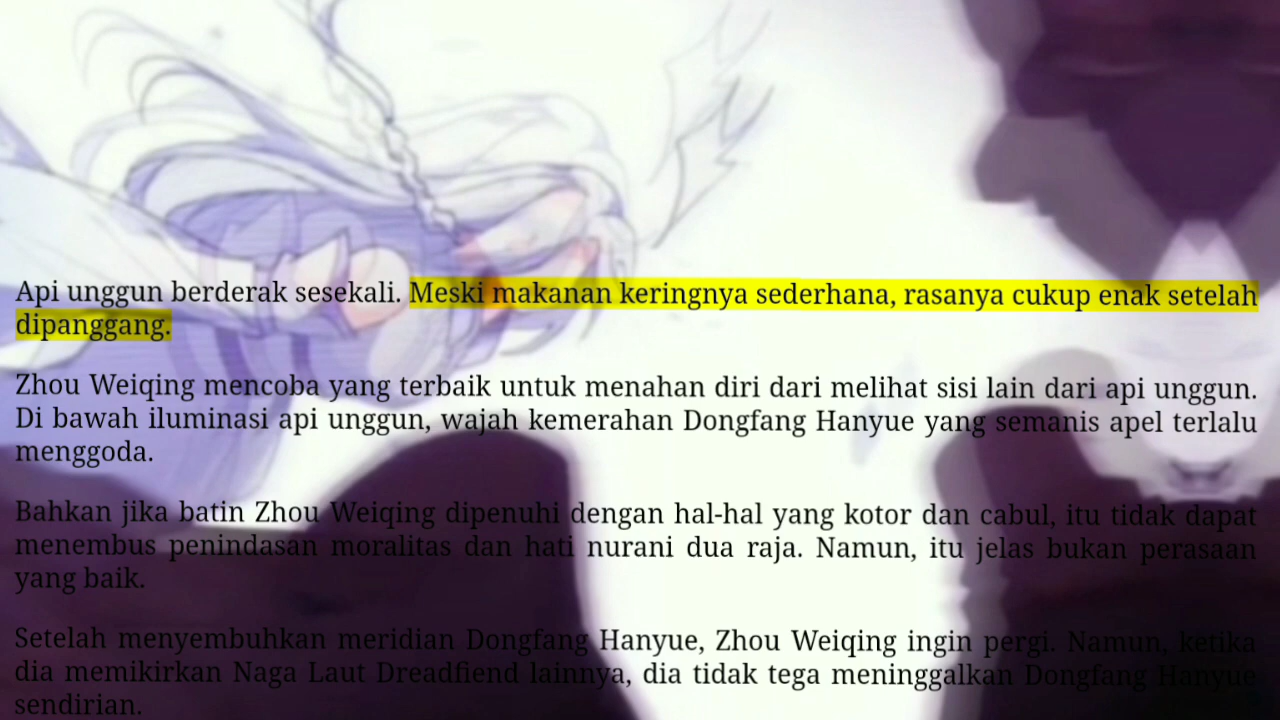 Api unggun berderak sesekali. Meski makanan keringnya sederhana, rasanya cukup enak setelah
dipanggang.
Zhou Weiqing mencoba yang terbaik untuk menahan diri dari melihat sisi lain dari api unggun.
Di bawah iluminasi api unggun, wajah kemerahan Dongfang Hanyue yang semanis apel terlalu
menggoda.
Bahkan jika batin Zhou Weiqing dipenuhi dengan hal-hal yang kotor dan cabul, itu tidak dapat
menembus penindasan moralitas dan hati nurani dua raja. Namun, itu jelas bukan perasaan
yang baik.
Setelah menyembuhkan meridian Dongfang Hanyue, Zhou Weiqing ingin pergi. Namun, ketika
dia memikirkan Naga Laut Dreadfiend lainnya, dia tidak tega meninggalkan Dongfang Hanyue
sendirian.